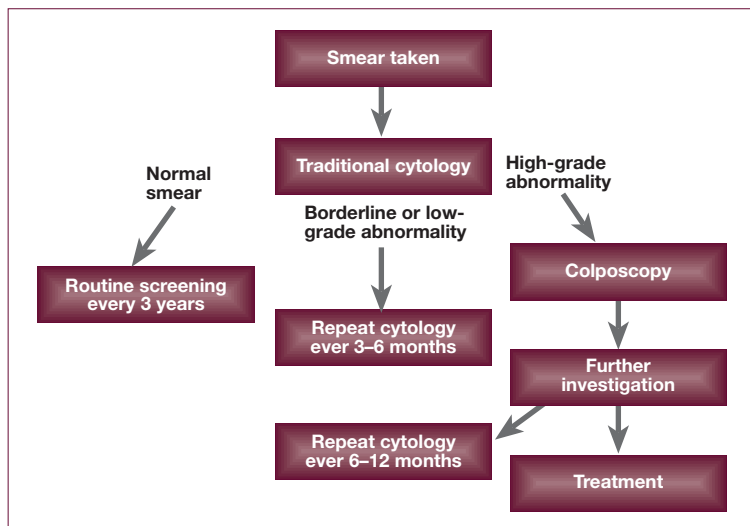 Smear taken
Traditional cytology
Normal
smear
High-grade
abnormality
Borderline or low-
grade abnormality
Routine screening
every 3 years
Colposcopy
Repeat cytology
ever 3–6 months
Further
investigation
Repeat cytology
ever 6–12 months
Treatment